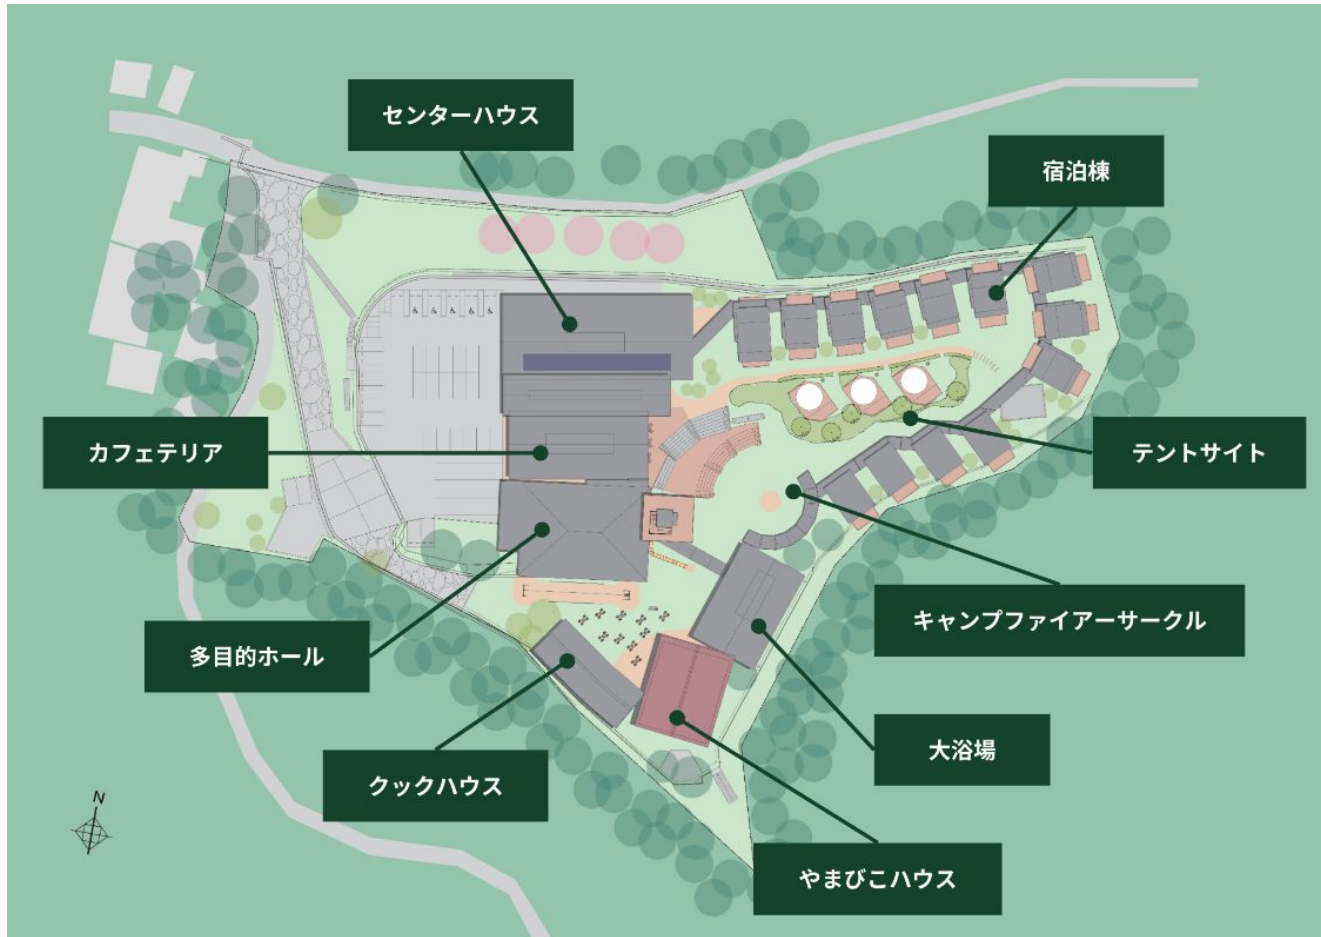 センターハウス
宿泊棟
カフェテリア
テントサイト
キャンプファイアーサークル
多目的ホール
大浴場
クックハウス
N
やまびこハウス